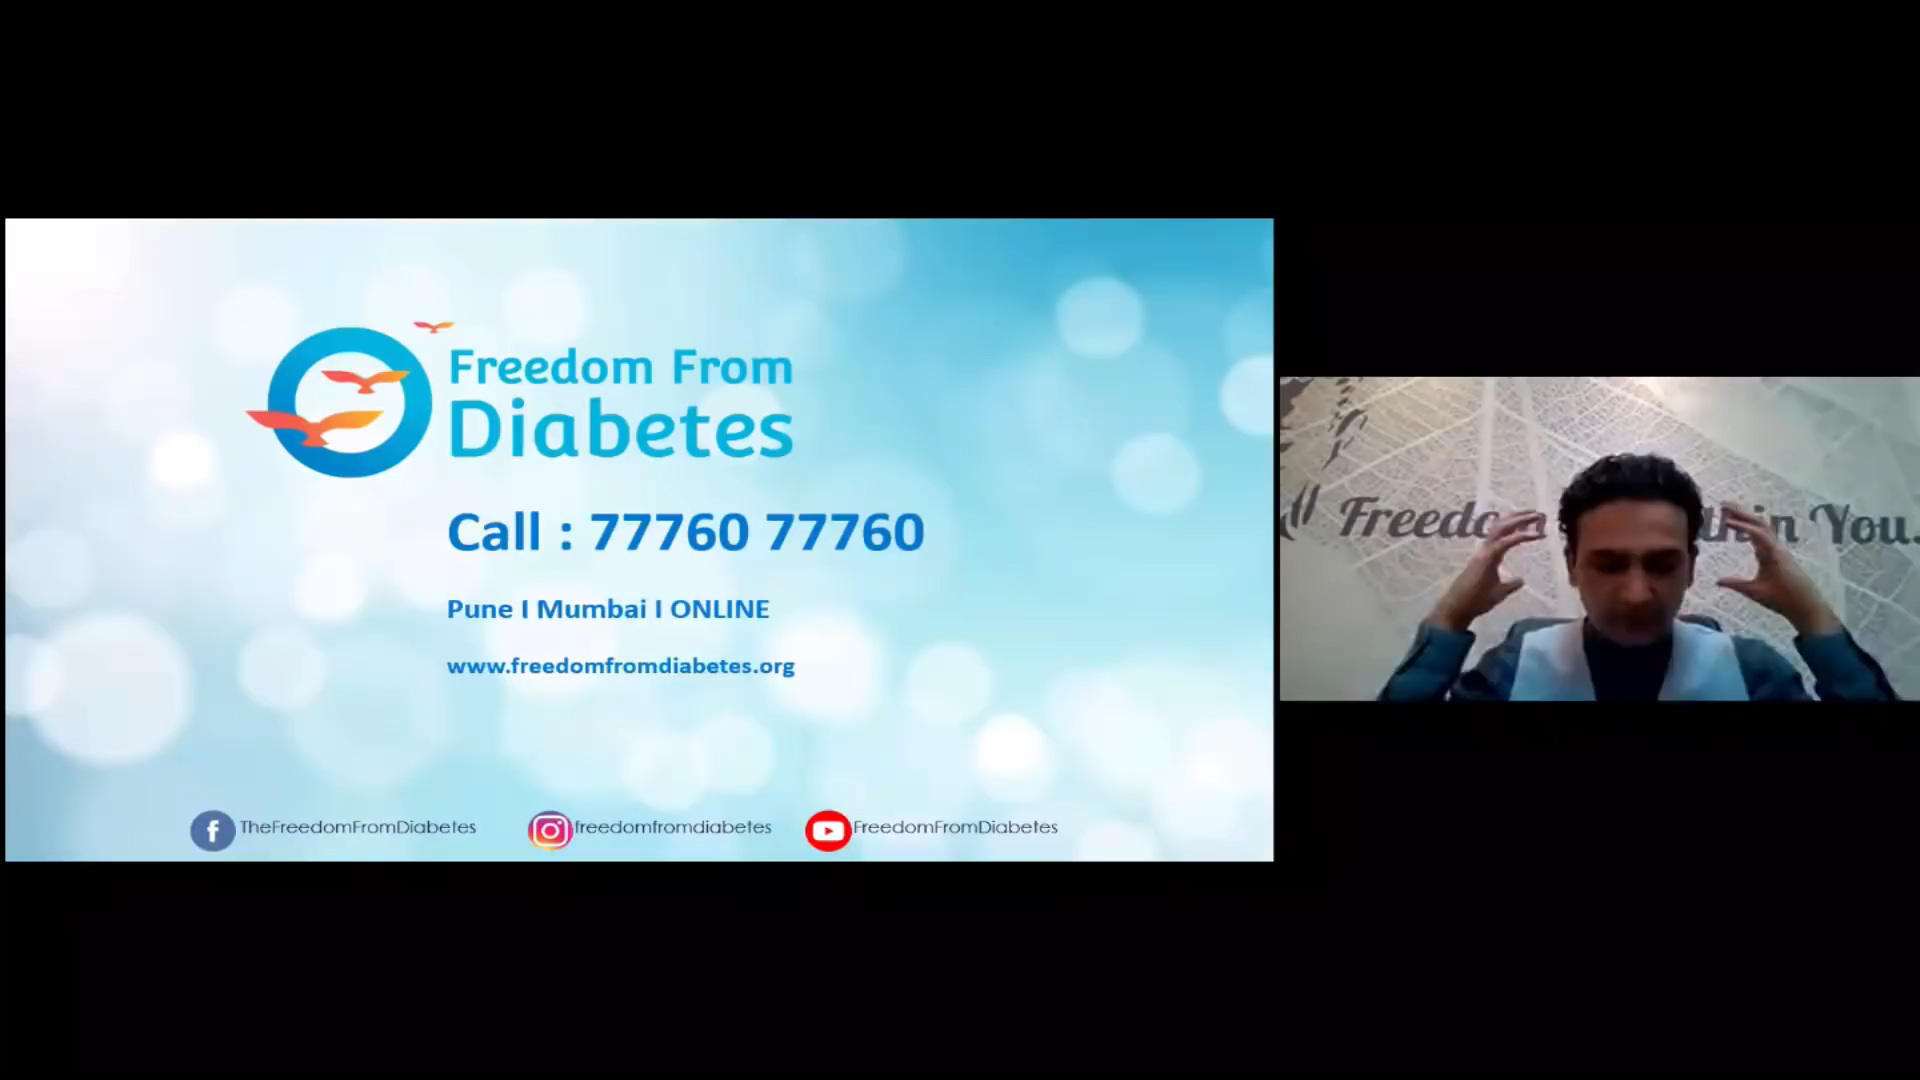 Freedom From
Diabetes
Call : 77760 77760
Pune I Mumbai I ONLINE
www.freedomfromdiabetes.org
TheFreedomFromDiabetes
freedomfromdiabetes
FreedomFromDiabetes
You.